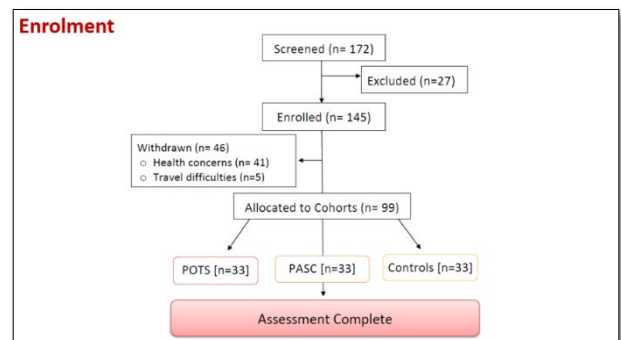 Enrolment
Screened (n= 172)
Excluded (n=27)
Enrolled (n= 145)
Withdrawn (n= 46)
o Health concerns (n= 41)
o Travel difficulties (n=5)
Allocated to Cohorts (n= 99)
POTS [n=33]
PASC [n=33]
Controls [n=33]
Assessment Complete